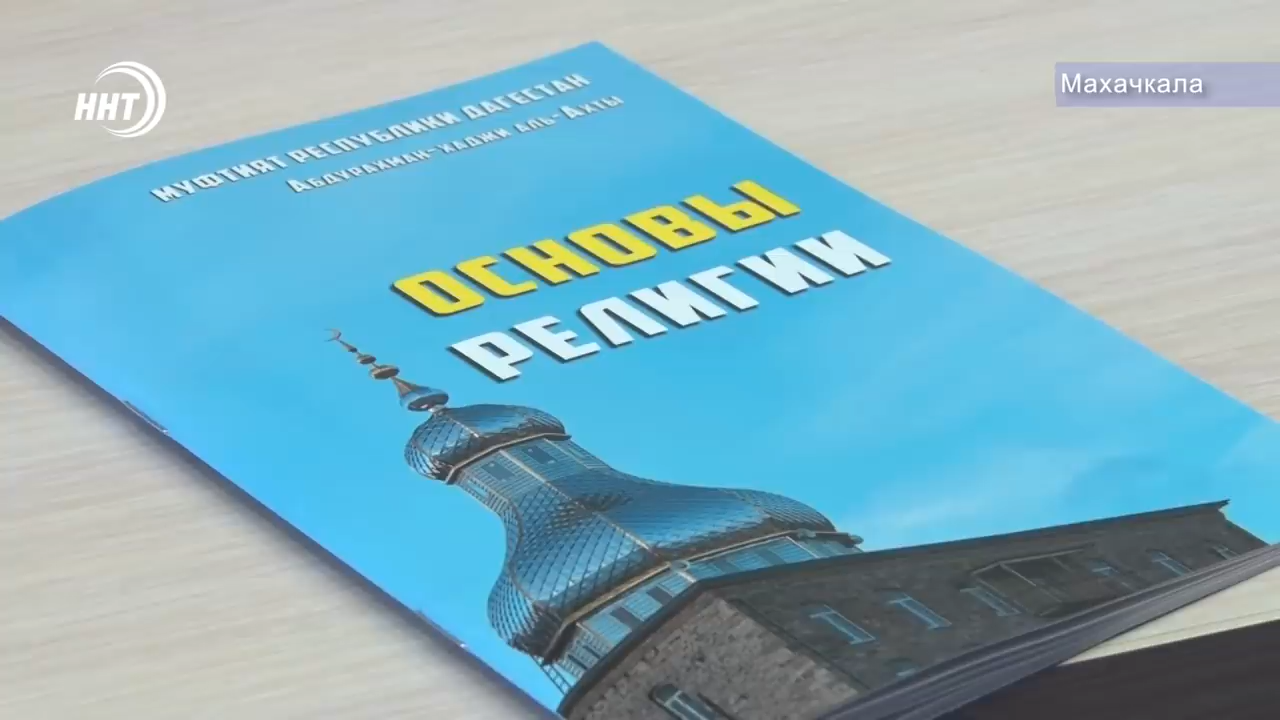 ННТ
Махачкала
МУФТИЯТ РЕСПУБЛИКИ ДАГЕСТАН
Абдурахман-хаджи аль-Ахты
ОСНОВЫ
РЕЛИГИИ